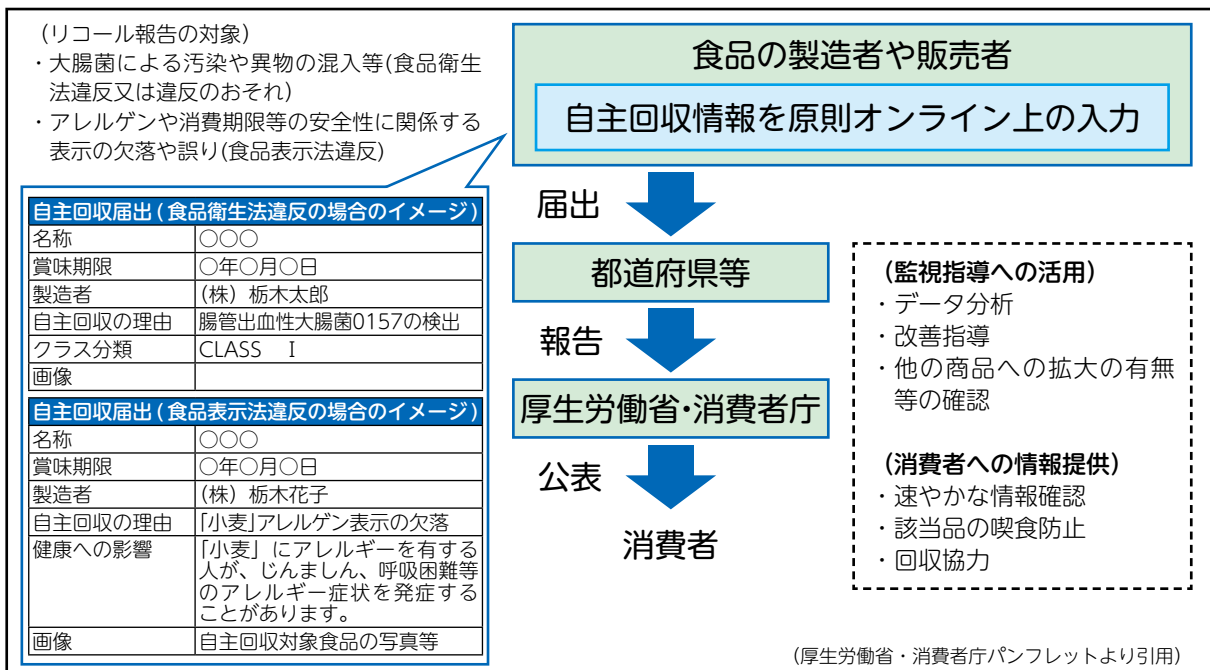 （リコール報告の対象）
・大腸菌による汚染や異物の混入等(食品衛生
法違反又は違反のおそれ）
・アレルゲンや消費期限等の安全性に関係する
表示の欠落や誤り(食品表示法違反)
自主回収届出(食品衛生法違反の場合のイメージ)
名称 ○○○
賞味期限 ○年○月○日
製造者 (株）栃木太郎
自主回収の理由 腸管出血性大腸菌O157の検出
クラス分類 CLASS Ⅰ
画像
自主回収届出(食品表示法違反の場合のイメージ)
名称 ○○○
賞味期限 ○年○月○日
製造者 (株）栃木花子
自主回収の理由 「小麦」アレルゲン表示の欠落
健康への影響 「小麦」にアレルギーを有する
人が、じんましん、呼吸困難等
のアレルギー症状を発症する
ことがあります。
画像 自主回収対象食品の写真等
食品の製造者や販売者
自主回収情報を原則オンライン上の入力
届出
都道府県等
報告
厚生労働省・消費者庁
公表
消費者
（監視指導への活用）
・データ分析
・改善指導
・他の商品への拡大の有無
等の確認
（消費者への情報提供）
・速やかな情報確認
・該当品の喫食防止
・回収協力
（厚生労働省・消費者庁パンフレットより引用）